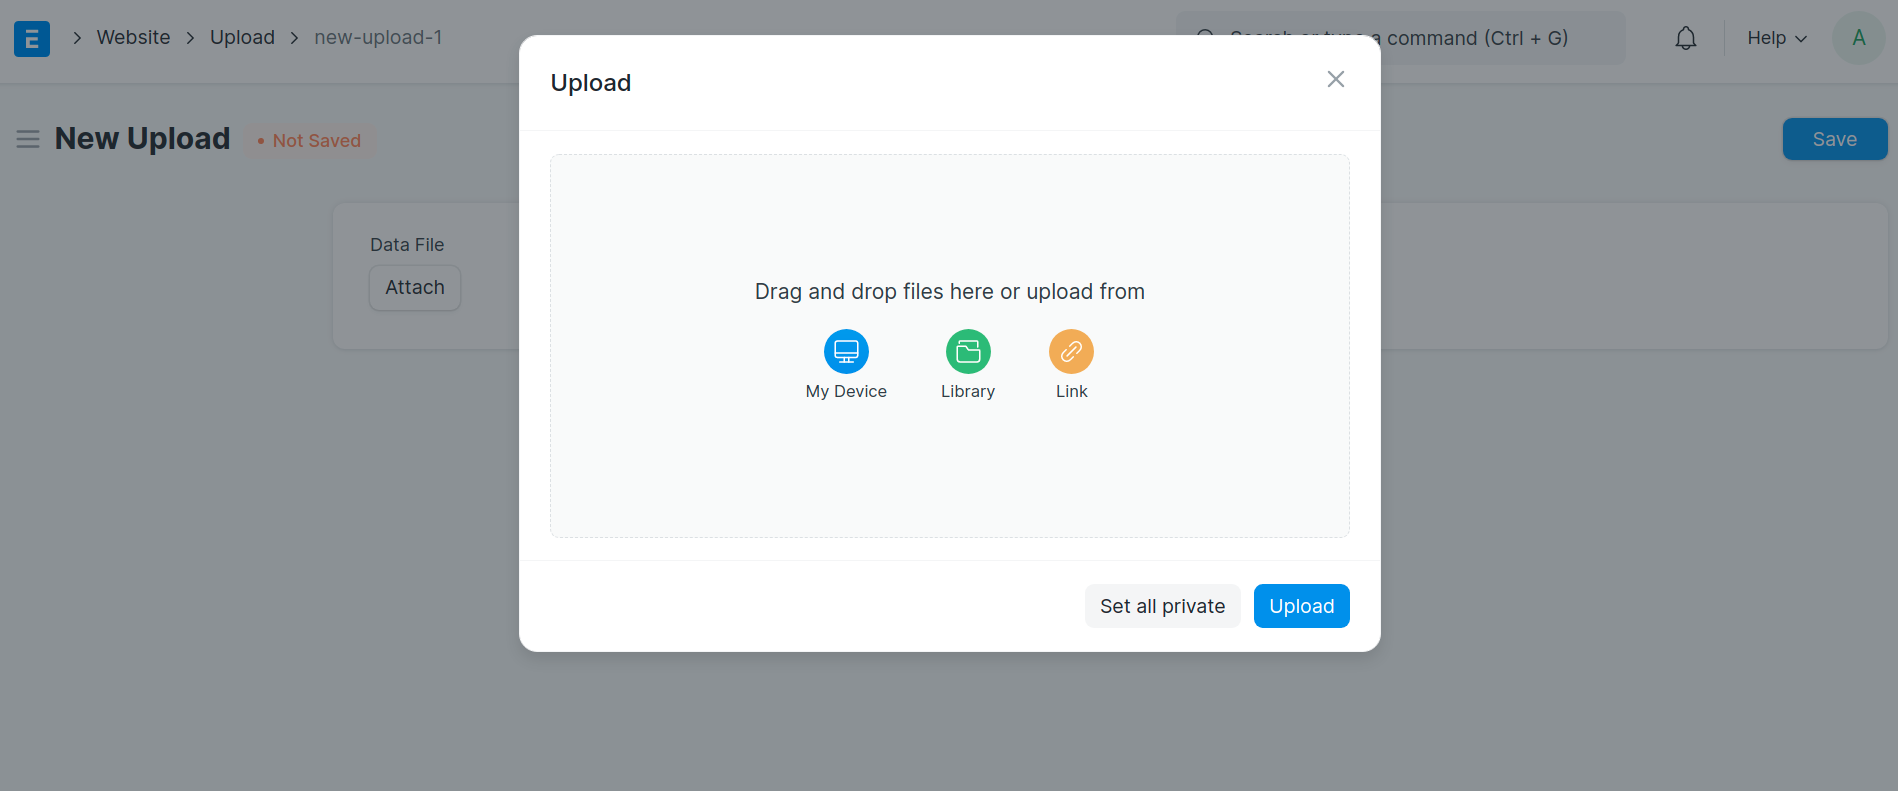 E
Website
Upload
new-upload-1
a command (Ctrl + G)
Help
A
New Upload
Not Saved
Save
Data File
Attach
Upload
Drag and drop files here or upload from
My Device
Library
Link
Set all private
Upload